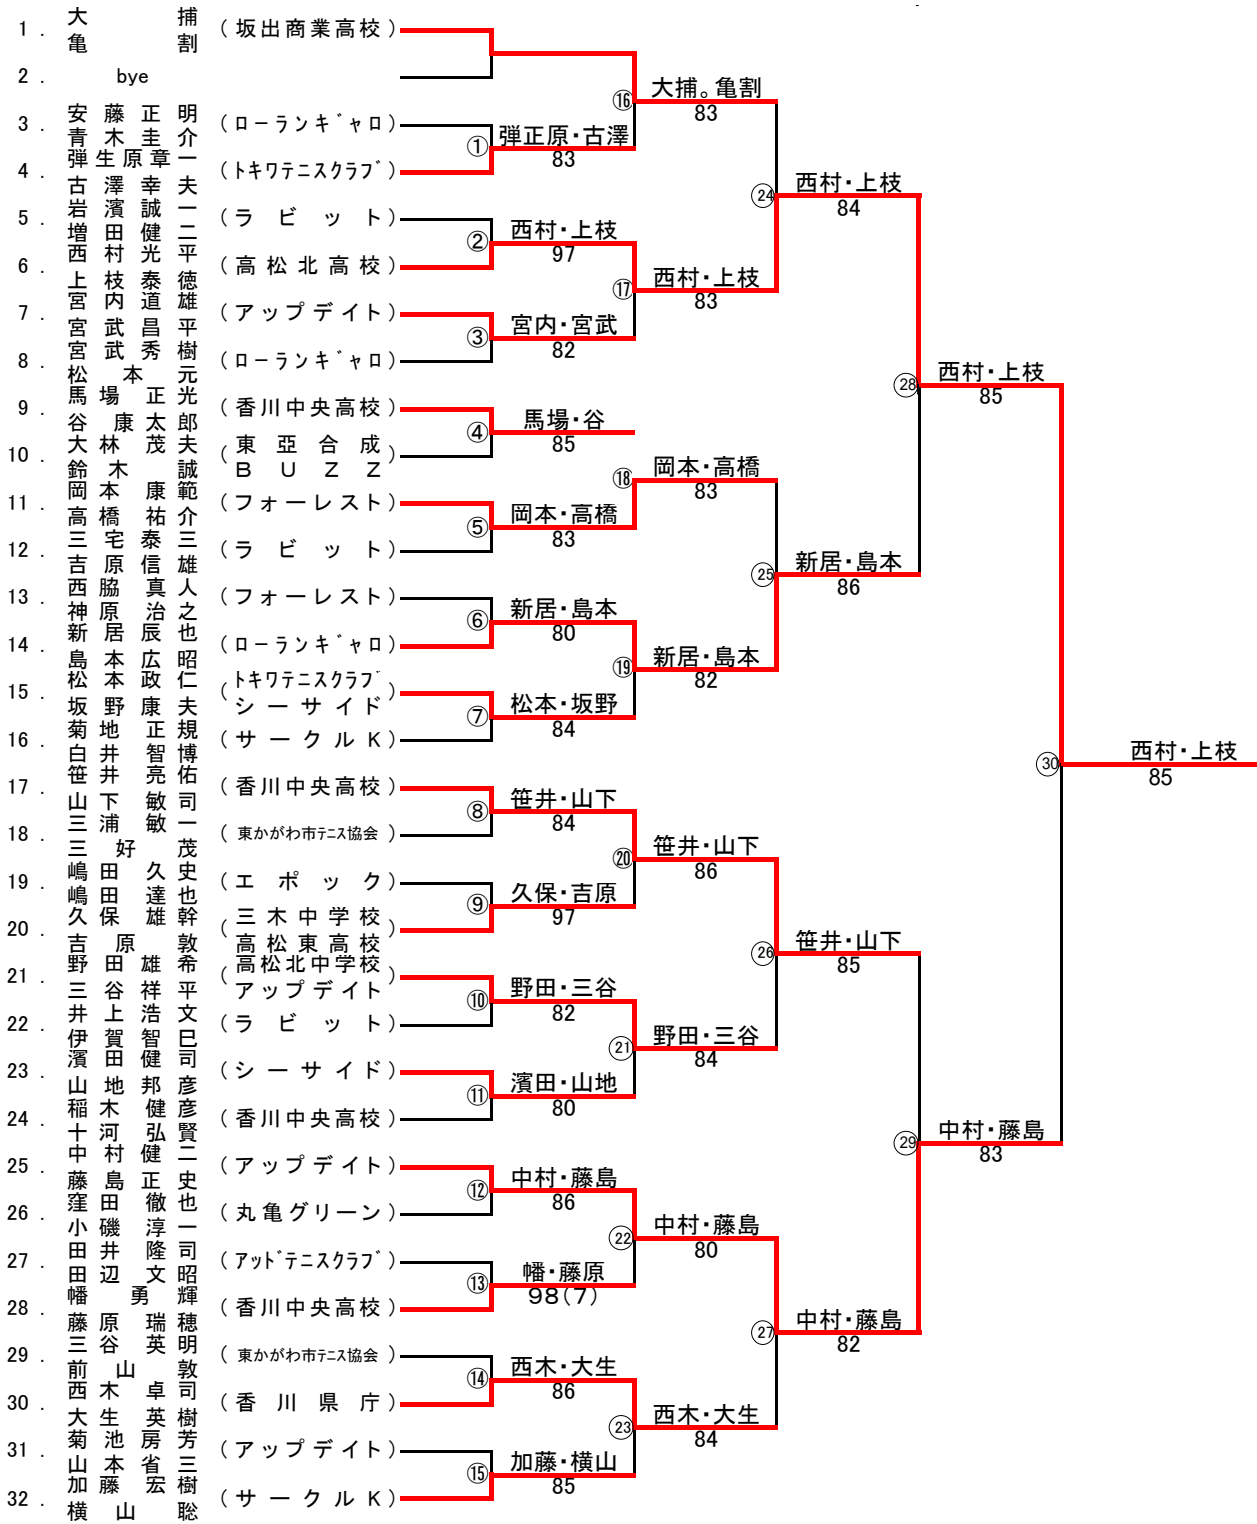 1. 大捕 亀割 (坂出商業高校)
2. bye
3. 安藤正明 青木圭介 (ローランギャロ)
4. 弾生原章一 古澤幸夫 (トキワテニスクラブ)
5. 岩濱誠一 増田健二 (ラビット)
6. 西村光平 上枝泰徳 (高松北高校)
7. 宮内道雄 宮武昌平 (アップデイト)
8. 宮武秀樹 松本元 (ローランギャロ)
9. 馬場正光 谷康太郎 (香川中央高校)
10. 大林茂夫 鈴木誠 (東亞合成 BUZZ)
11. 岡本康範 高橋祐介 (フォーレスト)
12. 三宅泰三 吉原信雄 (ラビット)
13. 西脇真人 神原治之 (フォーレスト)
14. 新居辰也 島本広昭 (ローランギャロ)
15. 松本政仁 坂野康夫 (トキワテニスクラブ シーサイド)
16. 菊地正規 白井智博 (サークルK)
17. 笹井亮佑 山下敏司 (香川中央高校)
18. 三浦敏一 三好茂 (東かがわ市テニス協会)
19. 嶋田久史 嶋田達也 (エポック)
20. 久保雄幹 吉原敦 (三木中学校 高松東高校)
21. 野田雄希 三谷祥平 (高松北中学校 アップデイト)
22. 井上浩文 伊賀智巳 (ラビット)
23. 濱田健司 山地邦彦 (シーサイド)
24. 稲木健彦 十河弘賢 (香川中央高校)
25. 中村健二 藤島正史 (アップデイト)
26. 窪田徹也 小磯淳一 (丸亀グリーン)
27. 田井隆司 田辺文昭 (アッドテニスクラブ)
28. 幡勇輝 藤原瑞穂 (香川中央高校)
29. 三谷英明 前山敦 (東かがわ市テニス協会)
30. 西木卓司 大生英樹 (香川県庁)
31. 菊池房芳 山本省三 (アップデイト)
32. 加藤宏樹 横山聡 (サークルK)
① 弾正原・古澤 83
② 西村・上枝 97
③ 宮内・宮武 82
④ 馬場・谷 85
⑤ 岡本・高橋 83
⑥ 新居・島本 80
⑦ 松本・坂野 84
⑧ 笹井・山下 84
⑨ 久保・吉原 97
⑩ 野田・三谷 82
⑪ 濱田・山地 80
⑫ 中村・藤島 86
⑬ 幡・藤原 98(7)
⑭ 西木・大生 86
⑮ 加藤・横山 85
⑯ 大捕。亀割 83
⑰ 西村・上枝 83
⑱ 岡本・高橋 83
⑲ 新居・島本 82
⑳ 笹井・山下 86
㉑ 野田・三谷 84
㉒ 中村・藤島 80
㉓ 西木・大生 84
㉔ 西村・上枝 84
㉕ 新居・島本 86
㉖ 笹井・山下 85
㉗ 中村・藤島 82
㉘ 西村・上枝 85
㉙ 中村・藤島 83
㉚ 西村・上枝 85